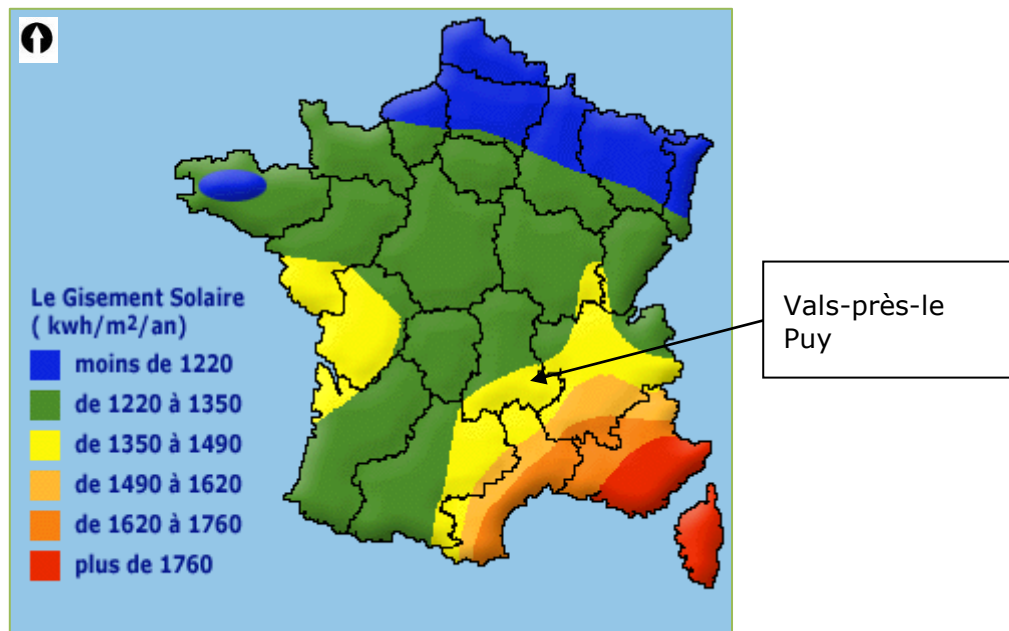 Le Gisement Solaire
( kwh/m2/an)
moins de 1220
de 1220 à 1350
de 1350 à 1490
de 1490 à 1620
de 1620 à 1760
plus de 1760
Vals-près-le
Puy